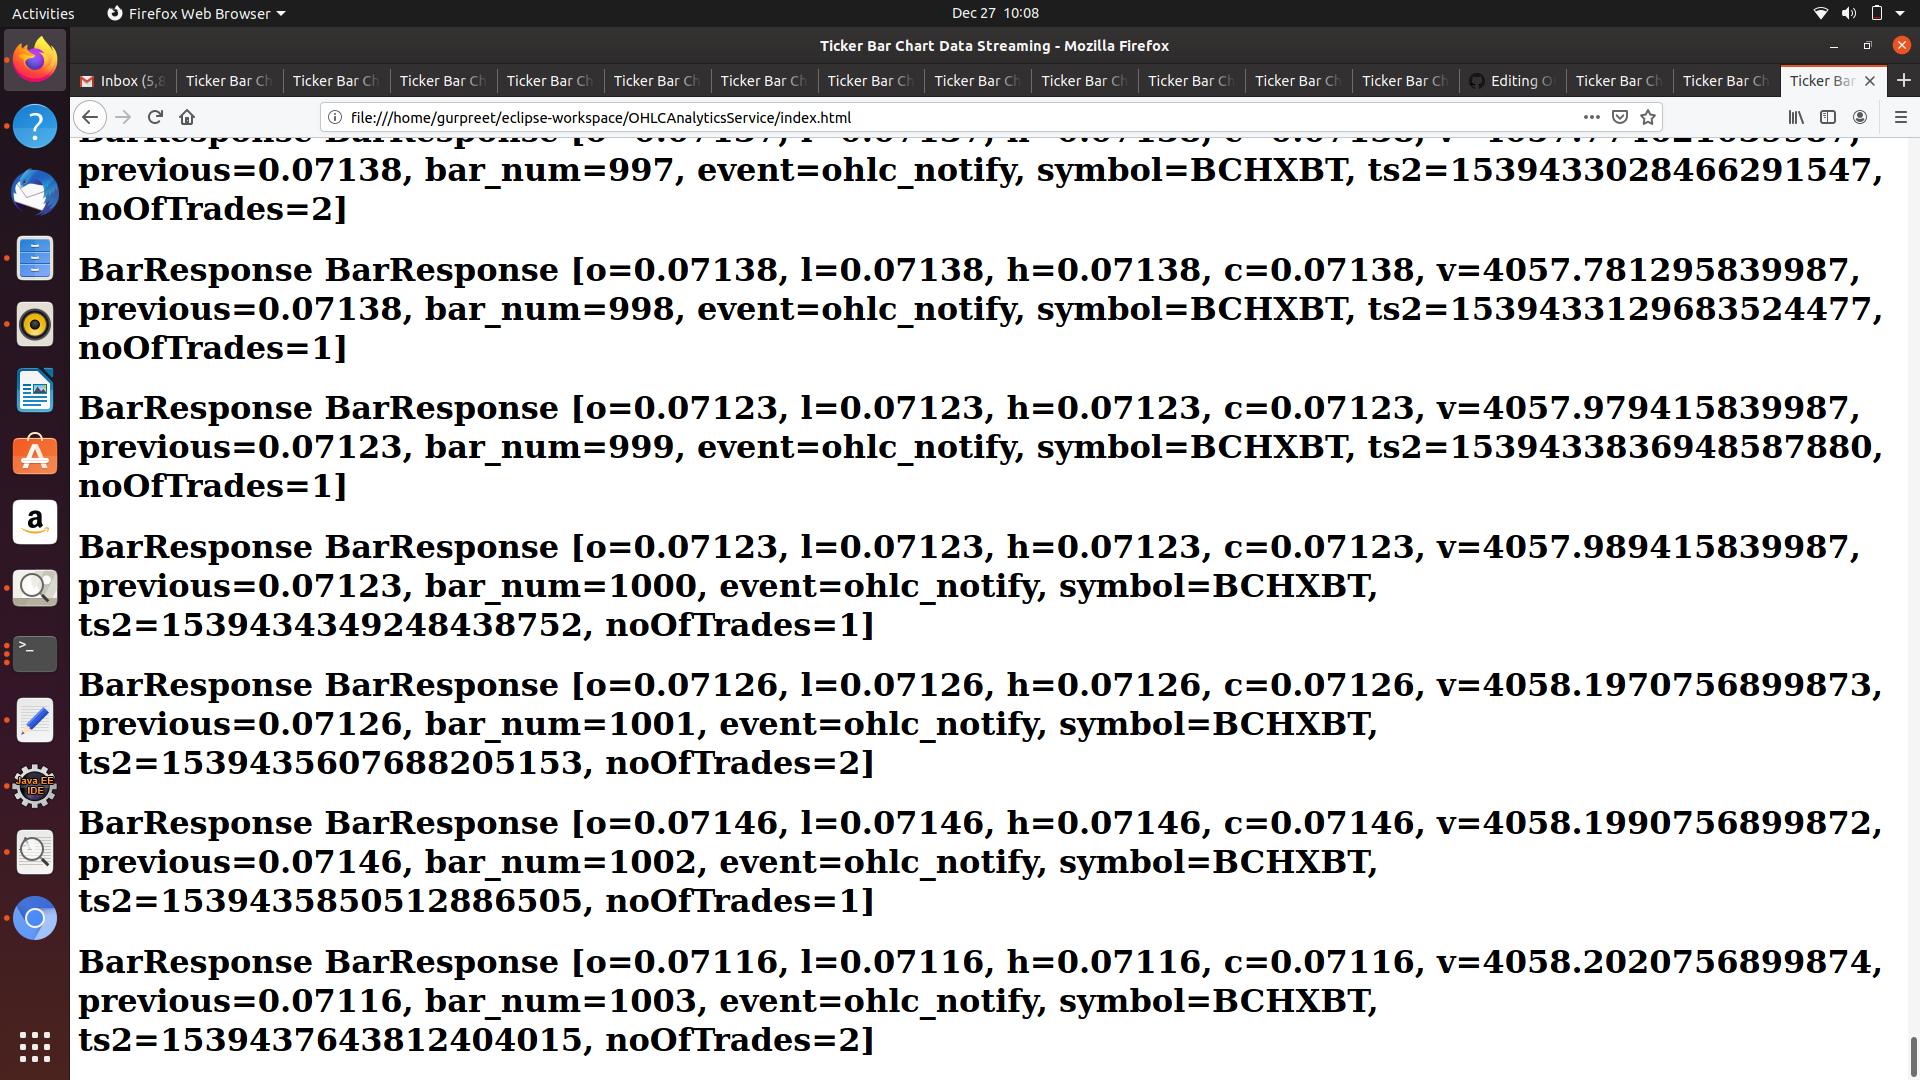 Activities
Firefox Web Browser
Dec 27 10:08
Ticker Bar Chart Data Streaming - Mozilla Firefox
Inbox (5,8
Ticker Bar Ch
Ticker Bar Ch
Ticker Bar Ch
Ticker Bar Ch
Ticker Bar Ch
Ticker Bar Ch
Ticker Bar Ch
Ticker Bar Ch
Ticker Bar Ch
Ticker Bar Ch
Ticker Bar Ch
Ticker Bar Ch
Editing O
Ticker Bar Ch
Ticker Bar Ch
Ticker Bar
file:///home/gurpreet/eclipse-workspace/OHLCAnalyticsService/index.html
previous=0.07138, bar_num=997, event=ohlc_notify, symbol=BCHXBT, ts2=1539433028466291547,
noOfTrades=2]
BarResponse BarResponse [o=0.07138, l=0.07138, h=0.07138, c=0.07138, v=4057.781295839987,
previous=0.07138, bar_num=998, event=ohlc_notify, symbol=BCHXBT, ts2=1539433129683524477,
noOfTrades=1]
BarResponse BarResponse [o=0.07123, l=0.07123, h=0.07123, c=0.07123, v=4057.979415839987,
previous=0.07123, bar_num=999, event=ohlc_notify, symbol=BCHXBT, ts2=1539433836948587880,
noOfTrades=1]
BarResponse BarResponse [o=0.07123, l=0.07123, h=0.07123, c=0.07123, v=4057.989415839987,
previous=0.07123, bar_num=1000, event=ohlc_notify, symbol=BCHXBT,
ts2=1539434349248438752, noOfTrades=1]
BarResponse BarResponse [o=0.07126, l=0.07126, h=0.07126, c=0.07126, v=4058.1970756899873,
previous=0.07126, bar_num=1001, event=ohlc_notify, symbol=BCHXBT,
ts2=1539435607688205153, noOfTrades=2]
BarResponse BarResponse [o=0.07146, l=0.07146, h=0.07146, c=0.07146, v=4058.1990756899872,
previous=0.07146, bar_num=1002, event=ohlc_notify, symbol=BCHXBT,
ts2=1539435850512886505, noOfTrades=1]
BarResponse BarResponse [o=0.07116, l=0.07116, h=0.07116, c=0.07116, v=4058.2020756899874,
previous=0.07116, bar_num=1003, event=ohlc_notify, symbol=BCHXBT,
ts2=1539437643812404015, noOfTrades=2]
Java EE
IDE